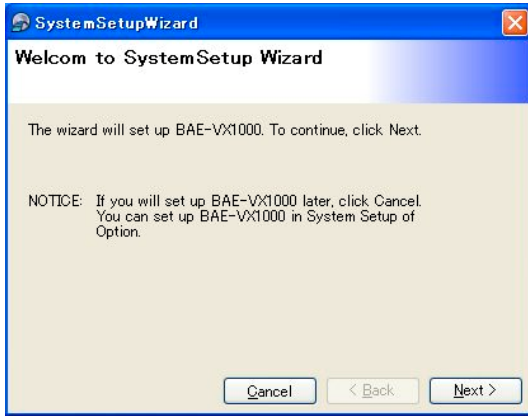 SystemSetupWizard
Welcom to SystemSetup Wizard
The wizard will set up BAE-VX1000. To continue, click Next.
NOTICE: If you will set up BAE-VX1000 later, click Cancel.
You can set up BAE-VX1000 in System Setup of
Option.
Cancel < Back Next >